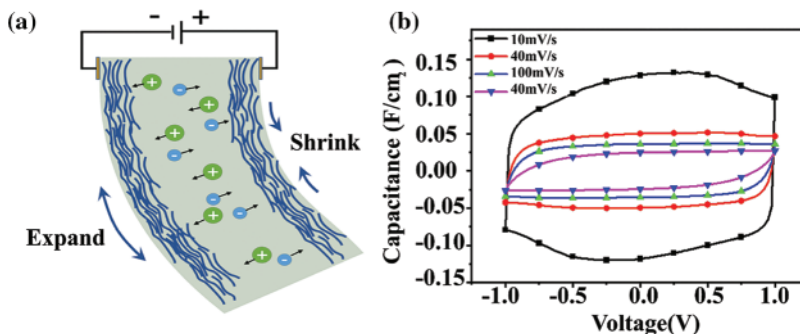 (a)
- +
+
-
+
-
+
-
+
-
+
-
+
-
Shrink
Expand
(b)
Capacitance (F/cm²)
0.15
0.10
0.05
0.00
-0.05
-0.10
-0.15
10mV/s
40mV/s
100mV/s
40mV/s
-1.0 -0.5 0.0 0.5 1.0
Voltage(V)